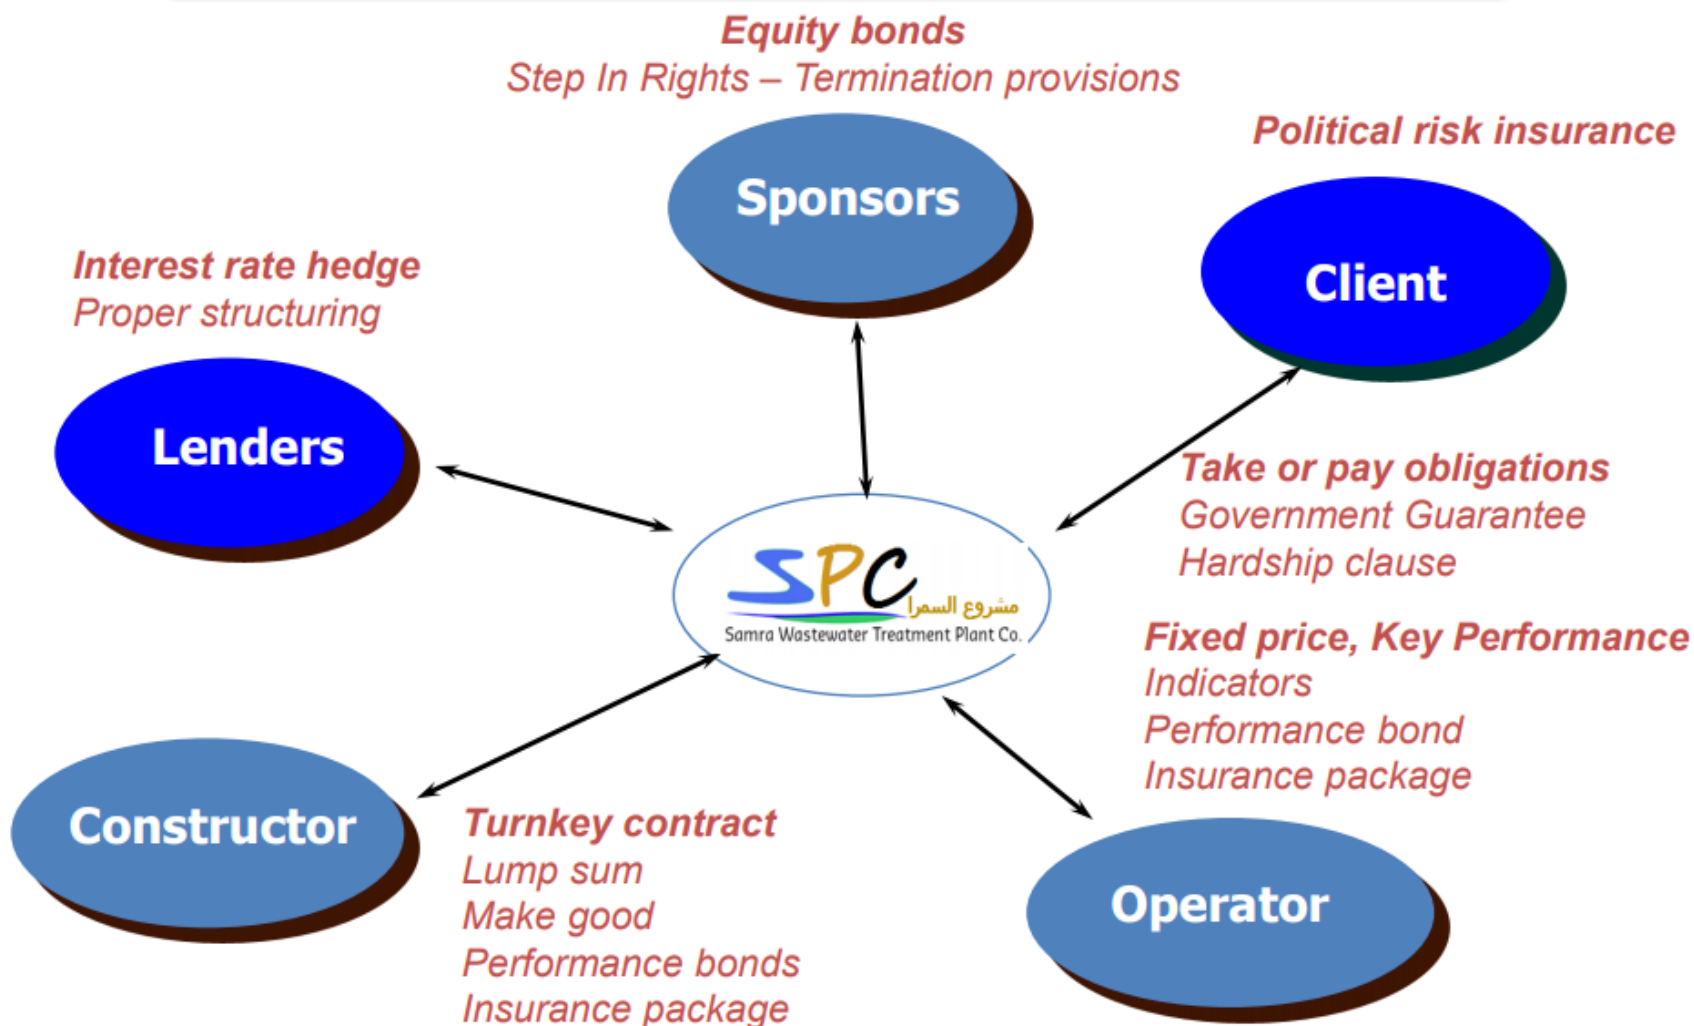 Equity bonds
Step In Rights – Termination provisions
Political risk insurance
Sponsors
Client
Interest rate hedge
Proper structuring
Lenders
Take or pay obligations
Government Guarantee
Hardship clause
SPC
مشروع السمرا
Samra Wastewater Treatment Plant Co.
Fixed price, Key Performance
Indicators
Performance bond
Insurance package
Constructor
Turnkey contract
Lump sum
Make good
Performance bonds
Insurance package
Operator